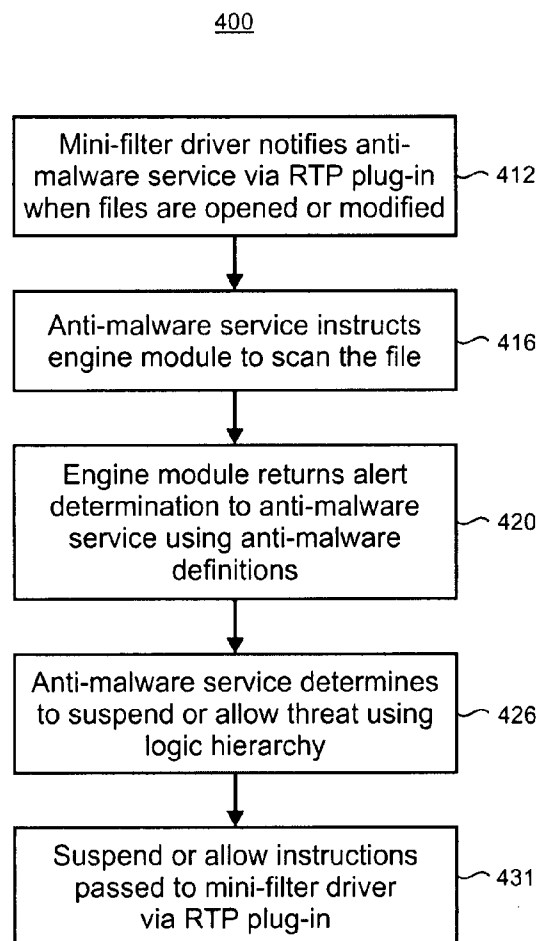 400
Mini-filter driver notifies anti-
malware service via RTP plug-in
when files are opened or modified
412
Anti-malware service instructs
engine module to scan the file
416
Engine module returns alert
determination to anti-malware
service using anti-malware
definitions
420
Anti-malware service determines
to suspend or allow threat using
logic hierarchy
426
Suspend or allow instructions
passed to mini-filter driver
via RTP plug-in
431